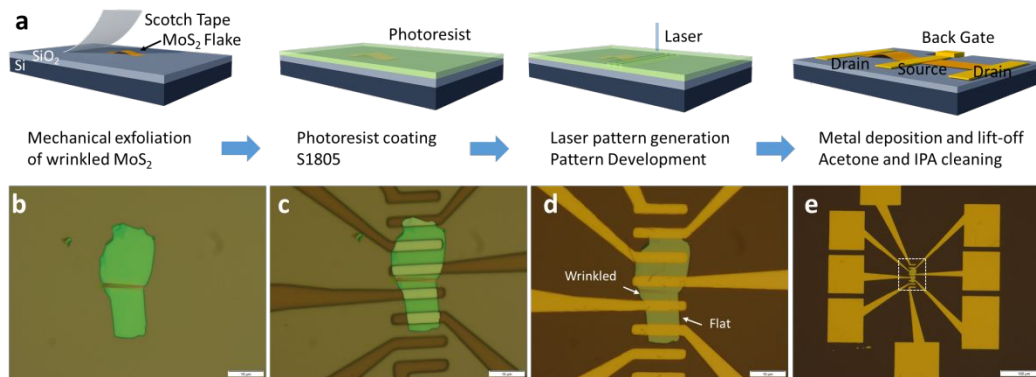 a
Scotch Tape
MoS₂ Flake
SiO₂
Si
Photoresist
Laser
Back Gate
Drain
Source
Drain
Mechanical exfoliation
of wrinkled MoS₂
Photoresist coating
S1805
Laser pattern generation
Pattern Development
Metal deposition and lift-off
Acetone and IPA cleaning
b
c
d
e
Wrinkled
Flat